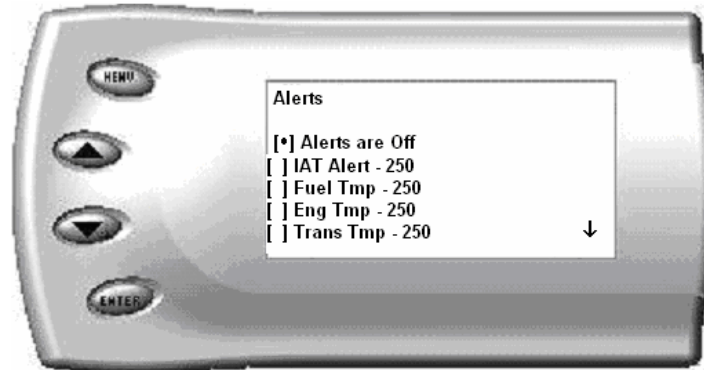 MENU
ENTER
Alerts
[•] Alerts are Off
[ ] IAT Alert - 250
[ ] Fuel Tmp - 250
[ ] Eng Tmp - 250
[ ] Trans Tmp - 250